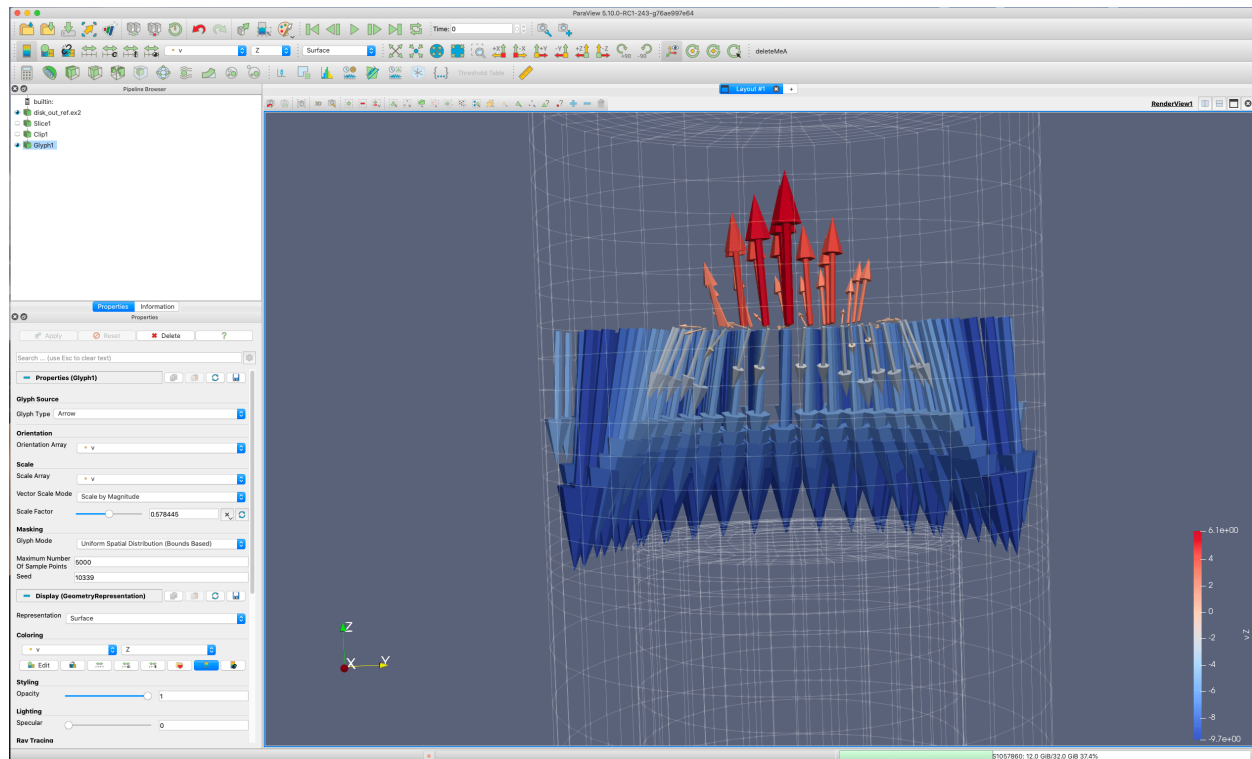 ParaView 5.10.0-RC1-243-g76ae997e64
Time: 0
v Z Surface +X -X +Y -Y +Z -Z +90 -90 deleteMeA
Threshold Table
Pipeline Browser
Layout #1 +
builtin:
disk_out_ref.ex2
3D RenderView1
Slice1
Clip1
Glyph1
Properties Information
Properties
Apply Reset Delete ?
Search ... (use Esc to clear text)
Properties (Glyph1)
Glyph Source
Glyph Type Arrow
Orientation
Orientation Array v
Scale
Scale Array v
Vector Scale Mode Scale by Magnitude
Scale Factor 0.578445
Masking
Glyph Mode Uniform Spatial Distribution (Bounds Based)
Maximum Number
Of Sample Points 5000
Seed 10339
Display (GeometryRepresentation)
Representation Surface
Coloring
v Z
Edit
Styling
Opacity 1
Lighting
Specular 0
Ray Tracing
Z
X Y
6.1e+00
4
2
0
-2
-4
-6
-8
-9.7e+00
v Z
51057860: 12.0 GiB/32.0 GiB 37.4%